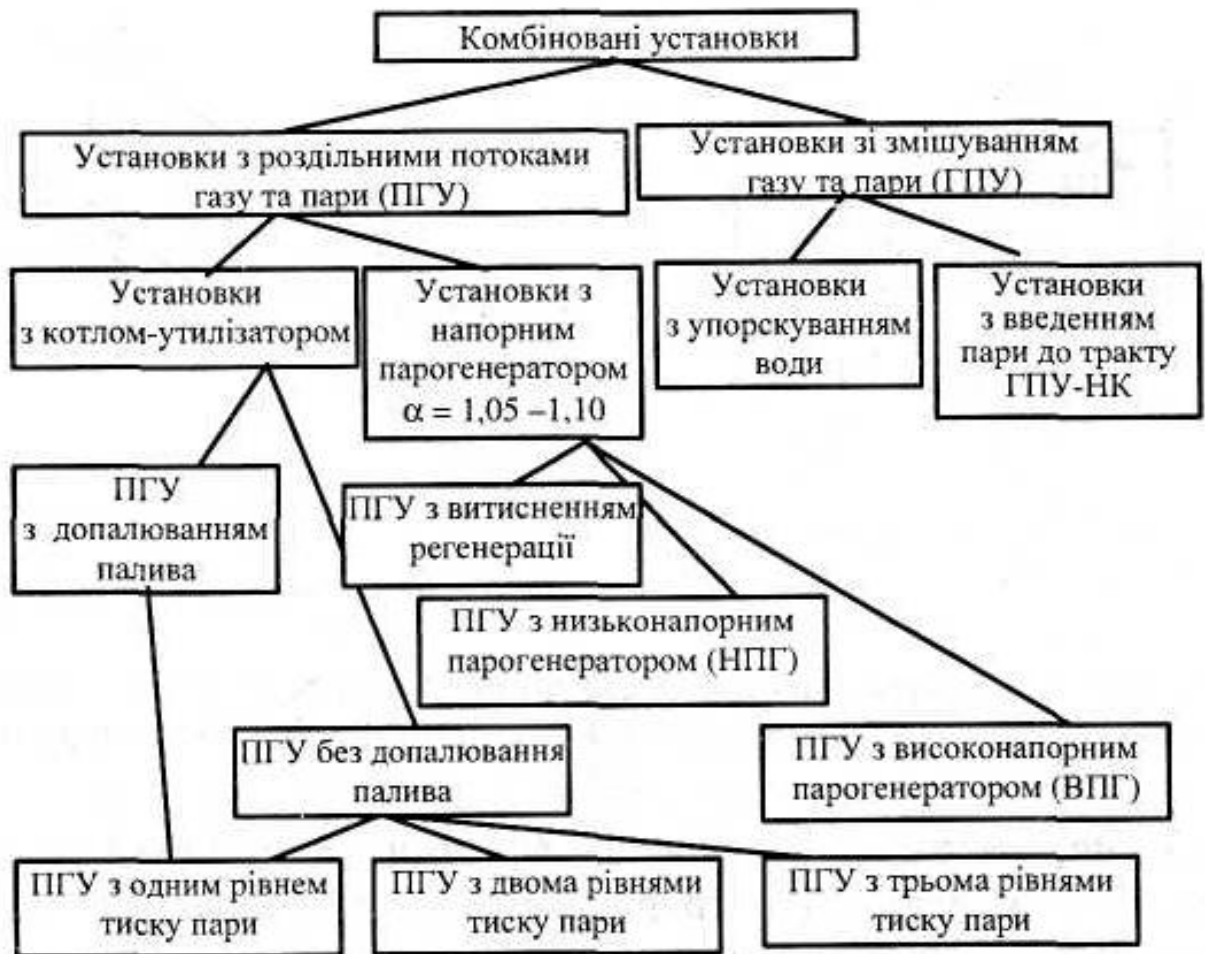 Комбіновані установки
Установки з роздільними потоками
газу та пари (ПГУ)
Установки зі змішуванням
газу та пари (ГПУ)
Установки
з котлом-утилізатором
Установки з
напорним
парогенератором
α = 1,05 –1,10
Установки
з упорскуванням
води
Установки
з введенням
пари до тракту
ГПУ-НК
ПГУ
з допалюванням
палива
ПГУ з витисненням
регенерації
ПГУ з низьконапорним
парогенератором (НПГ)
ПГУ без допалювання
палива
ПГУ з високонапорним
парогенератором (ВПГ)
ПГУ з одним рівнем
тиску пари
ПГУ з двома рівнями
тиску пари
ПГУ з трьома рівнями
тиску пари